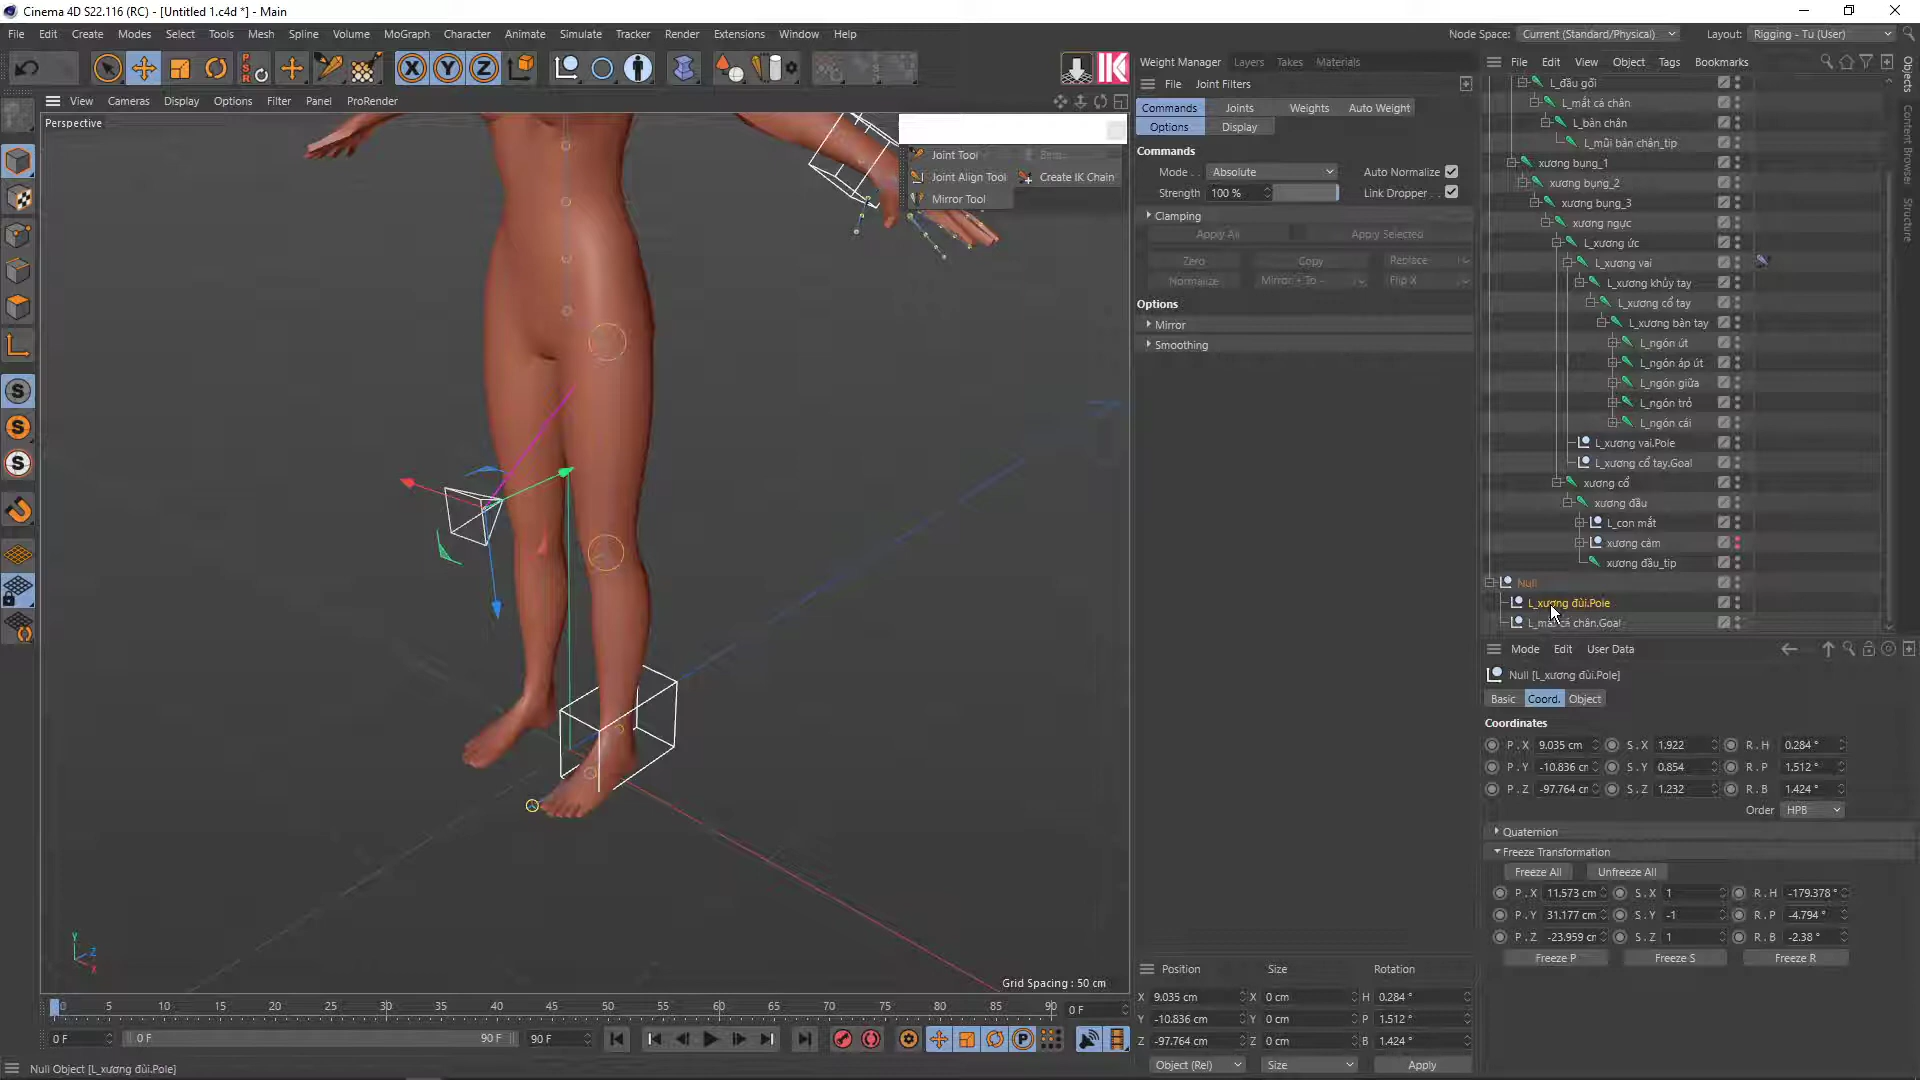 Cinema 4D S22.116 (RC) - [Untitled 1.c4d *] - Main
File Edit Create Modes Select Tools Mesh Spline Volume MoGraph Character Animate Simulate Tracker Render Extensions Window Help
Node Space: Current (Standard/Physical) Layout: Rigging - Tu (User)
PSR X Y Z IK
View Cameras Display Options Filter Panel ProRender
Perspective
Joint Tool
Joint Align Tool Create IK Chain
Mirror Tool
Grid Spacing : 50 cm
Weight Manager Layers Takes Materials
File Joint Filters
Commands Joints Weights Auto Weight
Options Display
Commands
Mode . . Absolute Auto Normalize
Strength 100 % Link Dropper . .
Clamping
Apply All Apply Selected
Zero Copy Replace
Normalize Mirror + To - Flip X
Options
Mirror
Smoothing
File Edit View Object Tags Bookmarks
Objects
Content Browser
Structure
L_đầu gối
L_mắt cá chân
L_bàn chân
L_mũi bàn chân_tip
xương bụng_1
xương bụng_2
xương bụng_3
xương ngực
L_xương ức
L_xương vai
L_xương khủy tay
L_xương cổ tay
L_xương bàn tay
L_ngón út
L_ngón áp út
L_ngón giữa
L_ngón trỏ
L_ngón cái
L_xương vai.Pole
L_xương cổ tay.Goal
xương cổ
xương đầu
L_con mắt
xương cằm
xương đầu_tip
Null
L_xương đùi.Pole
L_mắt cá chân.Goal
Mode Edit User Data
Null [L_xương đùi.Pole]
Basic Coord. Object
Coordinates
P . X 9.035 cm S . X 1.922 R . H 0.284 °
P . Y -10.836 cm S . Y 0.854 R . P 1.512 °
P . Z -97.764 cm S . Z 1.232 R . B 1.424 °
Order HPB
Quaternion
Freeze Transformation
Freeze All Unfreeze All
P . X 11.573 cm S . X 1 R . H -179.378 °
P . Y 31.177 cm S . Y -1 R . P -4.794 °
P . Z -23.959 cm S . Z 1 R . B -2.38 °
Freeze P Freeze S Freeze R
Position Size Rotation
X 9.035 cm X 0 cm H 0.284 °
Y -10.836 cm Y 0 cm P 1.512 °
Z -97.764 cm Z 0 cm B 1.424 °
Object (Rel) Size Apply
0 5 10 15 20 25 30 35 40 45 50 55 60 65 70 75 80 85 90 0 F
0 F 0 F 90 F 90 F
Null Object [L_xương đùi.Pole]